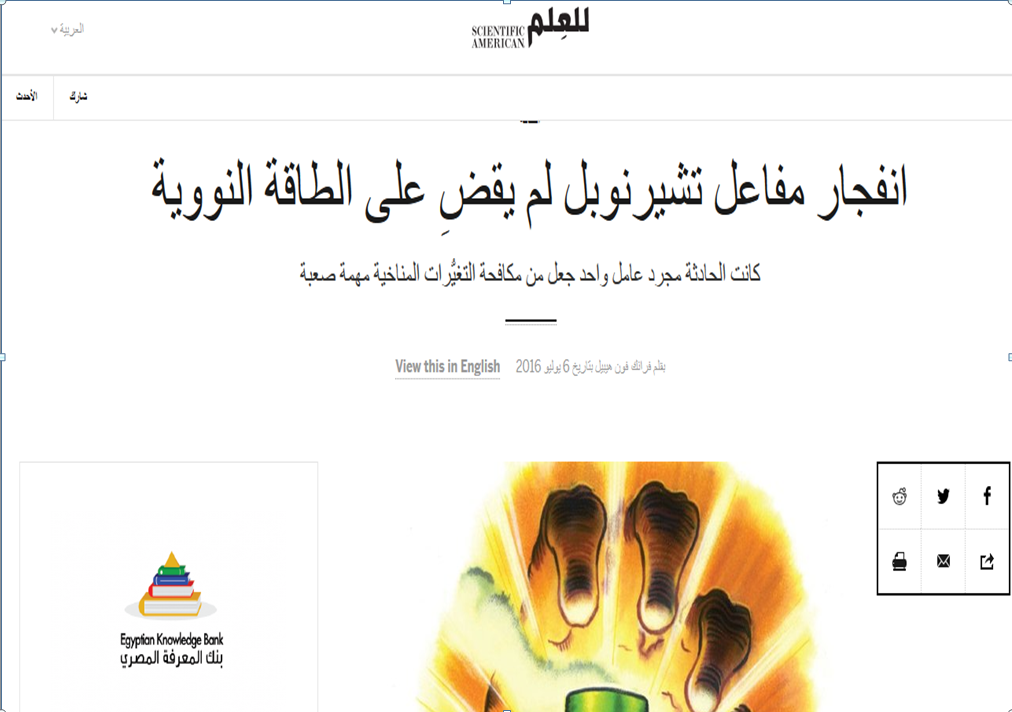 للعِلم
SCIENTIFIC
AMERICAN
العربية
شارك
الأحدث
انفجار مفاعل تشيرنوبل لم يقضِ على الطاقة النووية
كانت الحادثة مجرد عامل واحد جعل من مكافحة التغيُّرات المناخية مهمة صعبة
بقلم فرانك فون هيبيل بتاريخ 6 يوليو 2016
View this in English
Egyptian Knowledge Bank
بنك المعرفة المصري